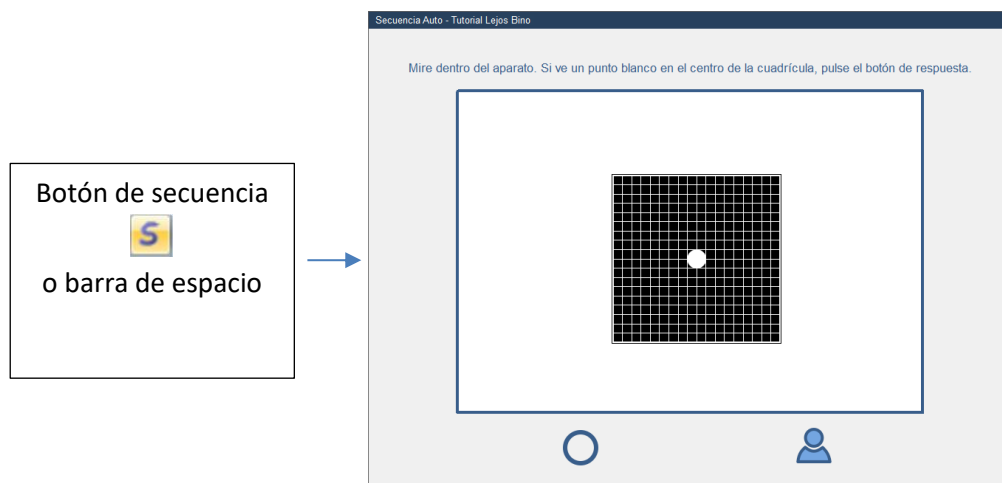 Secuencia Auto - Tutorial Lejos Bino
Mire dentro del aparato. Si ve un punto blanco en el centro de la cuadrícula, pulse el botón de respuesta.
Botón de secuencia
S
o barra de espacio